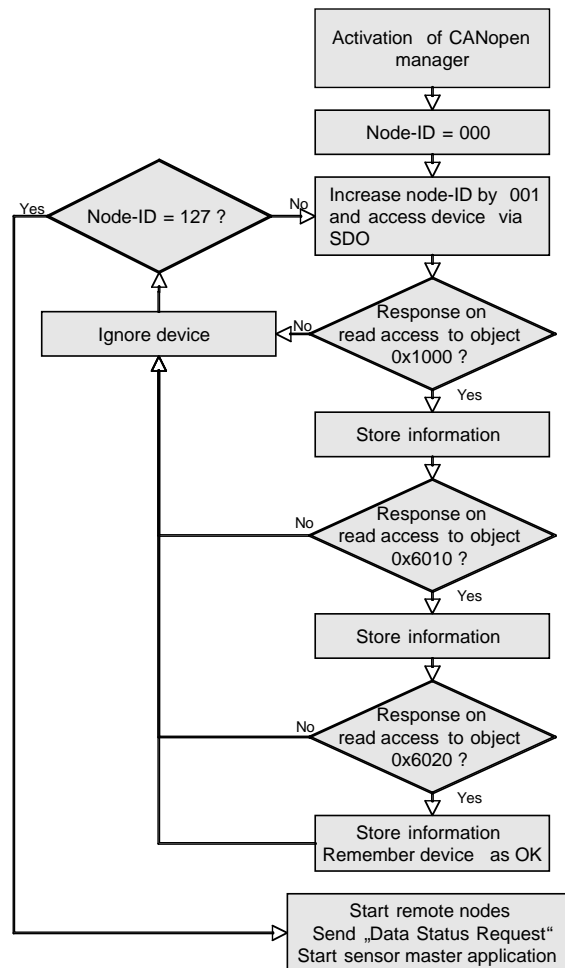 Activation of CANopen
manager
Node-ID = 000
Yes
Node-ID = 127 ?
No
Increase node-ID by 001
and access device via
SDO
Ignore device
No
Response on
read access to object
0x1000 ?
Yes
Store information
No
Response on
read access to object
0x6010 ?
Yes
Store information
No
Response on
read access to object
0x6020 ?
Yes
Store information
Remember device as OK
Start remote nodes
Send „Data Status Request“
Start sensor master application